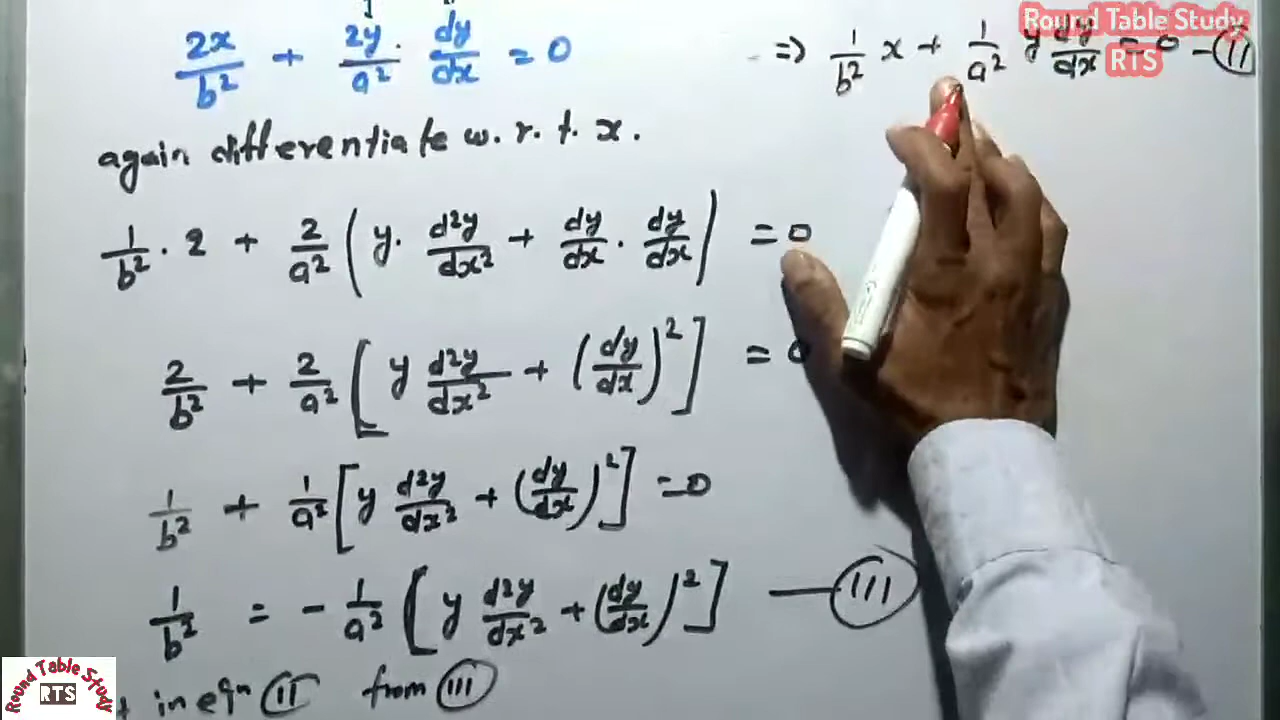 2x/b² + 2y/a² · dy/dx = 0
⇒ 1/b² x + 1/a² y dy/dx = 0 — II
Round Table Study
RTS
again differentiate w. r. t. x.
1/b² · 2 + 2/a² ( y · d²y/dx² + dy/dx · dy/dx ) = 0
2/b² + 2/a² [ y d²y/dx² + (dy/dx)² ] = 0
1/b² + 1/a² [ y d²y/dx² + (dy/dx)² ] = 0
1/b² = - 1/a² [ y d²y/dx² + (dy/dx)² ] — III
in eqn II from III
Round Table Study
RTS